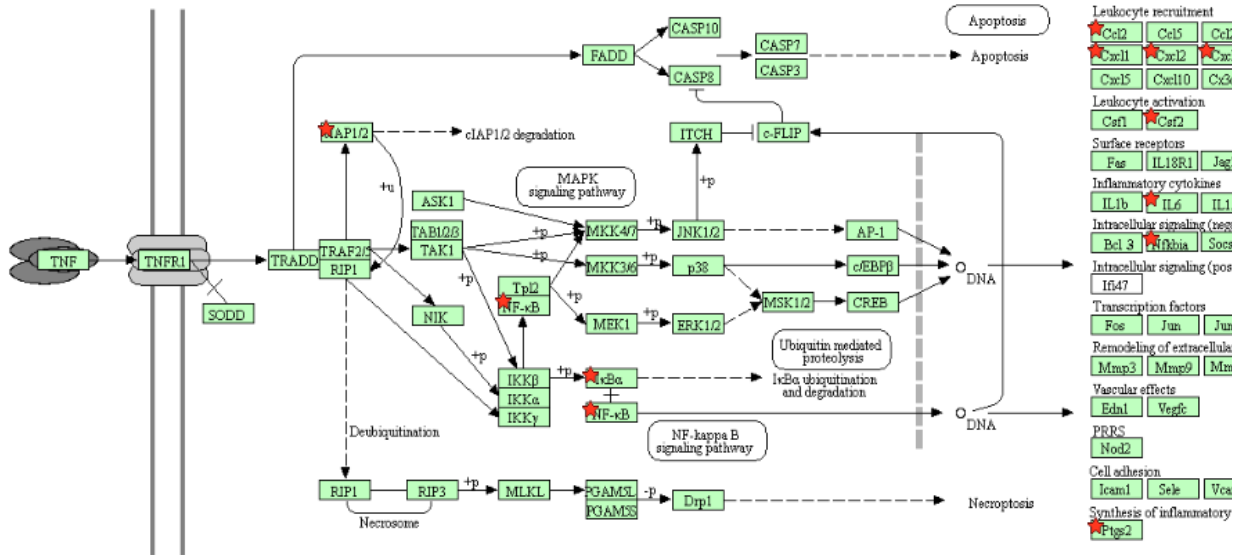 Apoptosis
CASP10
FADD
CASP7
CASP3
Apoptosis
CASP8
cIAP1/2 degradation
ITCH
c-FLIP
+u
+p
MAPK
signaling pathway
ASK1
TAB1/2/3
TAK1
+p
+p
MKK4/7
+p
JNK1/2
AP-1
TNF
TNFR1
TRADD
RIP1
MKK3/6
+p
p38
c/EBPβ
DNA
SODD
NIK
+p
+p
Tpl2
NF-κB
MEK1
+p
ERK1/2
MSK1/2
CREB
+p
Ubiquitin mediated
proteolysis
IKKβ
IKKα
IKKγ
+p
IκBα
IκBα ubiquitination
and degradation
NF-κB
DNA
NF-kappa B
signaling pathway
Deubiquitination
RIP1
RIP3
+p
MLKL
-p
Drp1
Necroptosis
PGAM5S
Necrosome
Leukocyte recruitment
Ccl2
Ccl5
Cxcl1
Cxcl2
Cxcl5
Cxcl10
Leukocyte activation
Csf1
Csf2
Surface receptors
Fas
IL18R1
Inflammatory cytokines
IL1b
IL6
Intracellular signaling
Bcl 3
Nfkbia
Intracellular signaling
Ifi47
Transcription factors
Fos
Jun
Remodeling of
Mmp3
Mmp9
Vascular effects
Edn1
Vegfc
PRRS
Nod2
Cell adhesion
Icam1
Sele
Synthesis of inflammatory
Ptgs2